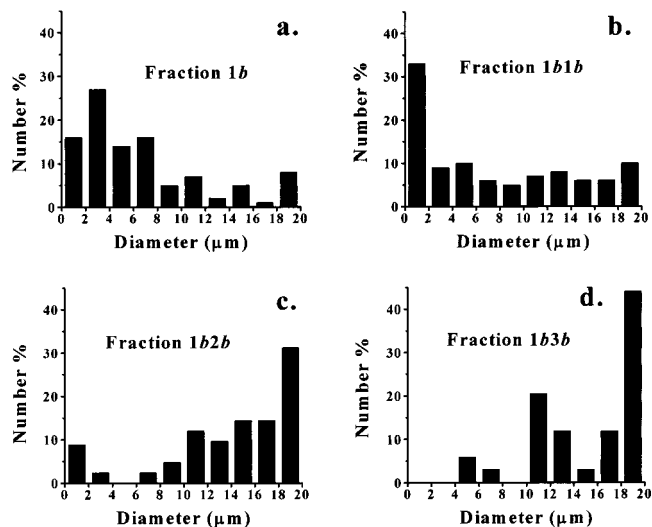 a.
Fraction 1b
Number %
40
30
20
10
0
0 2 4 6 8 10 12 14 16 18 20
Diameter (μm)
b.
Fraction 1b1b
Number %
40
30
20
10
0
0 2 4 6 8 10 12 14 16 18 20
Diameter (μm)
c.
Fraction 1b2b
Number %
40
30
20
10
0
0 2 4 6 8 10 12 14 16 18 20
Diameter (μm)
d.
Fraction 1b3b
Number %
40
30
20
10
0
0 2 4 6 8 10 12 14 16 18 20
Diameter (μm)